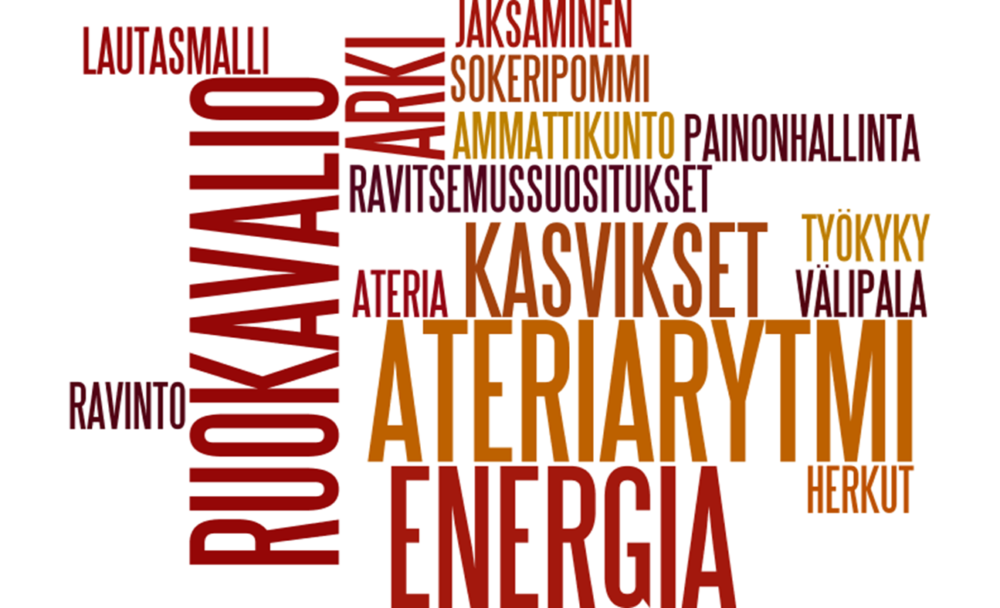 JAKSAMINEN
LAUTASMALLI
ARKI
SOKERIPOMMI
AMMATTIKUNTO
PAINONHALLINTA
RUOKAVALIO
RAVITSEMUSSUOSITUKSET
TYÖKYKY
KASVIKSET
ATERIA
VÄLIPALA
ATERIARYTMI
RAVINTO
HERKUT
ENERGIA